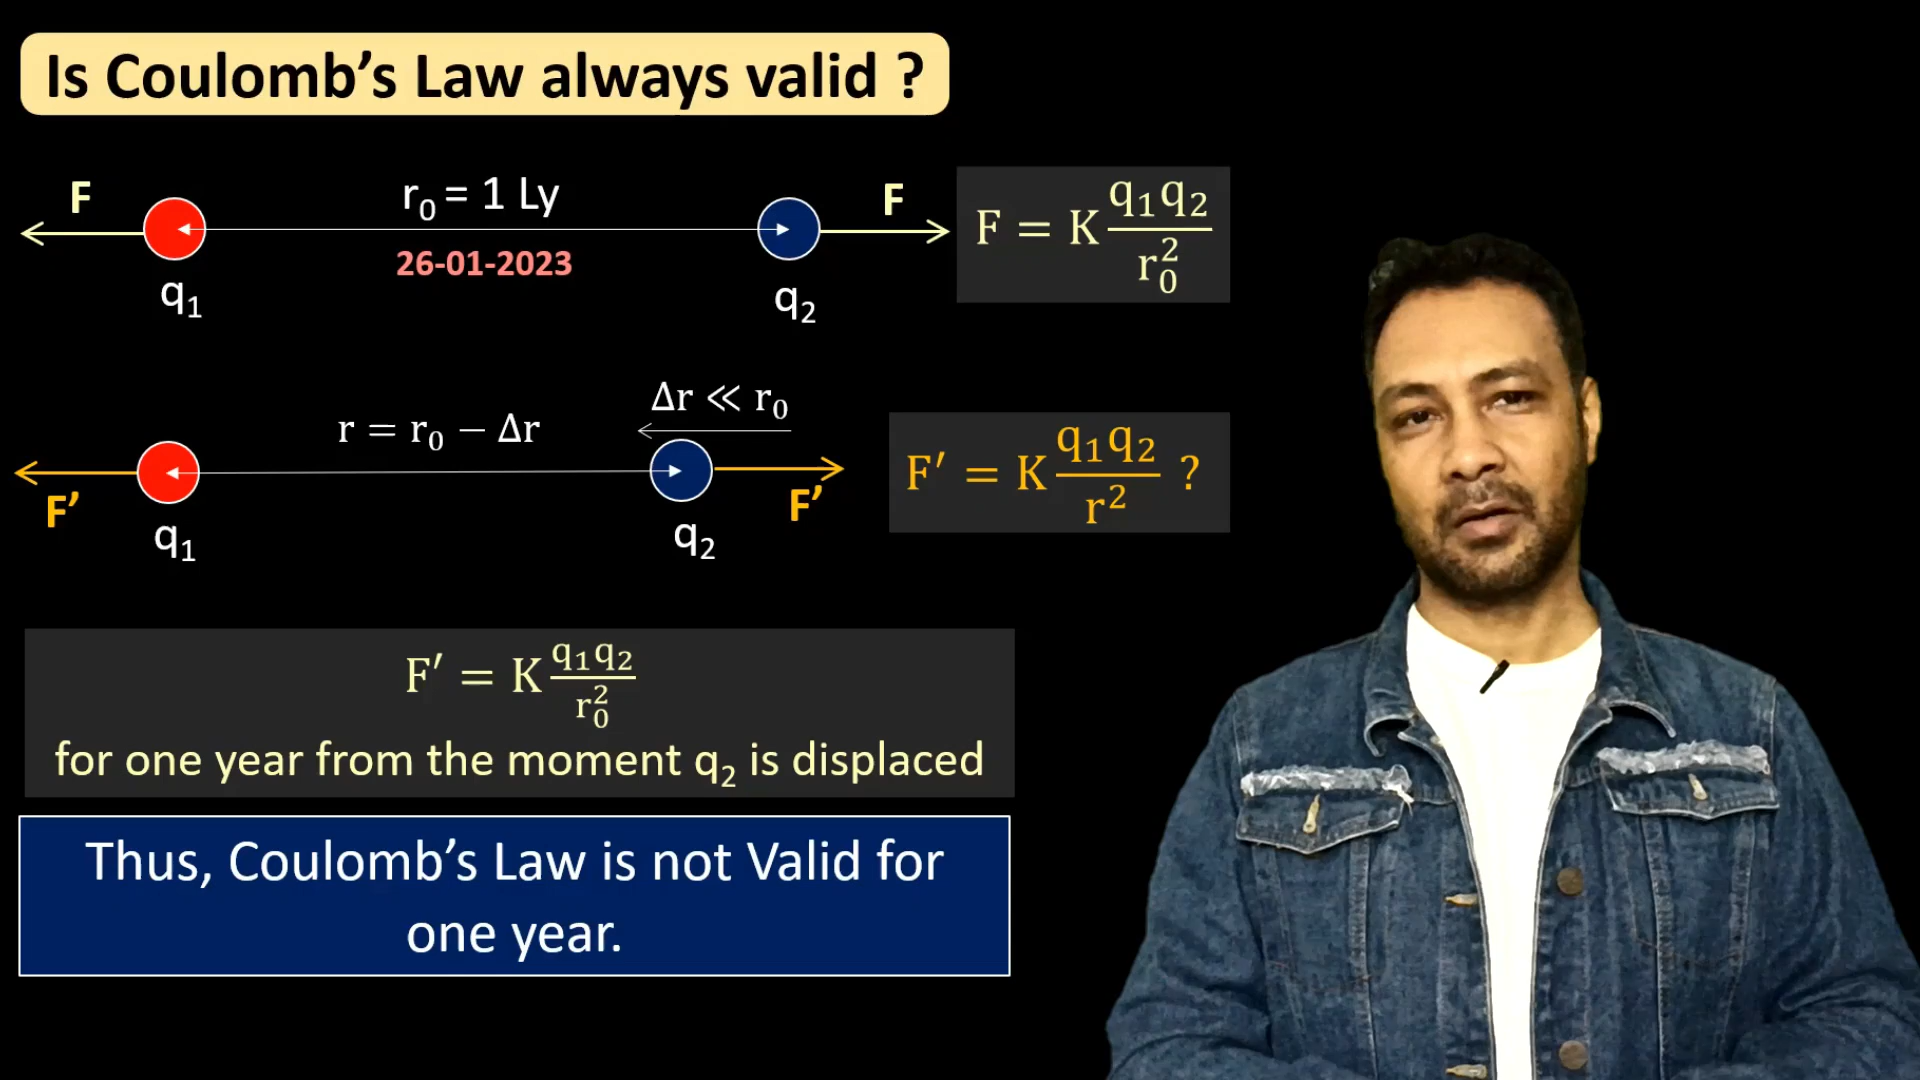 Is Coulomb’s Law always valid ?
F
r₀ = 1 Ly
F
26-01-2023
q₁
q₂
F = K q₁q₂ / r₀²
Δr ≪ r₀
r = r₀ − Δr
F’
F’
q₁
q₂
F′ = K q₁q₂ / r² ?
F′ = K q₁q₂ / r₀²
for one year from the moment q₂ is displaced
Thus, Coulomb’s Law is not Valid for
one year.